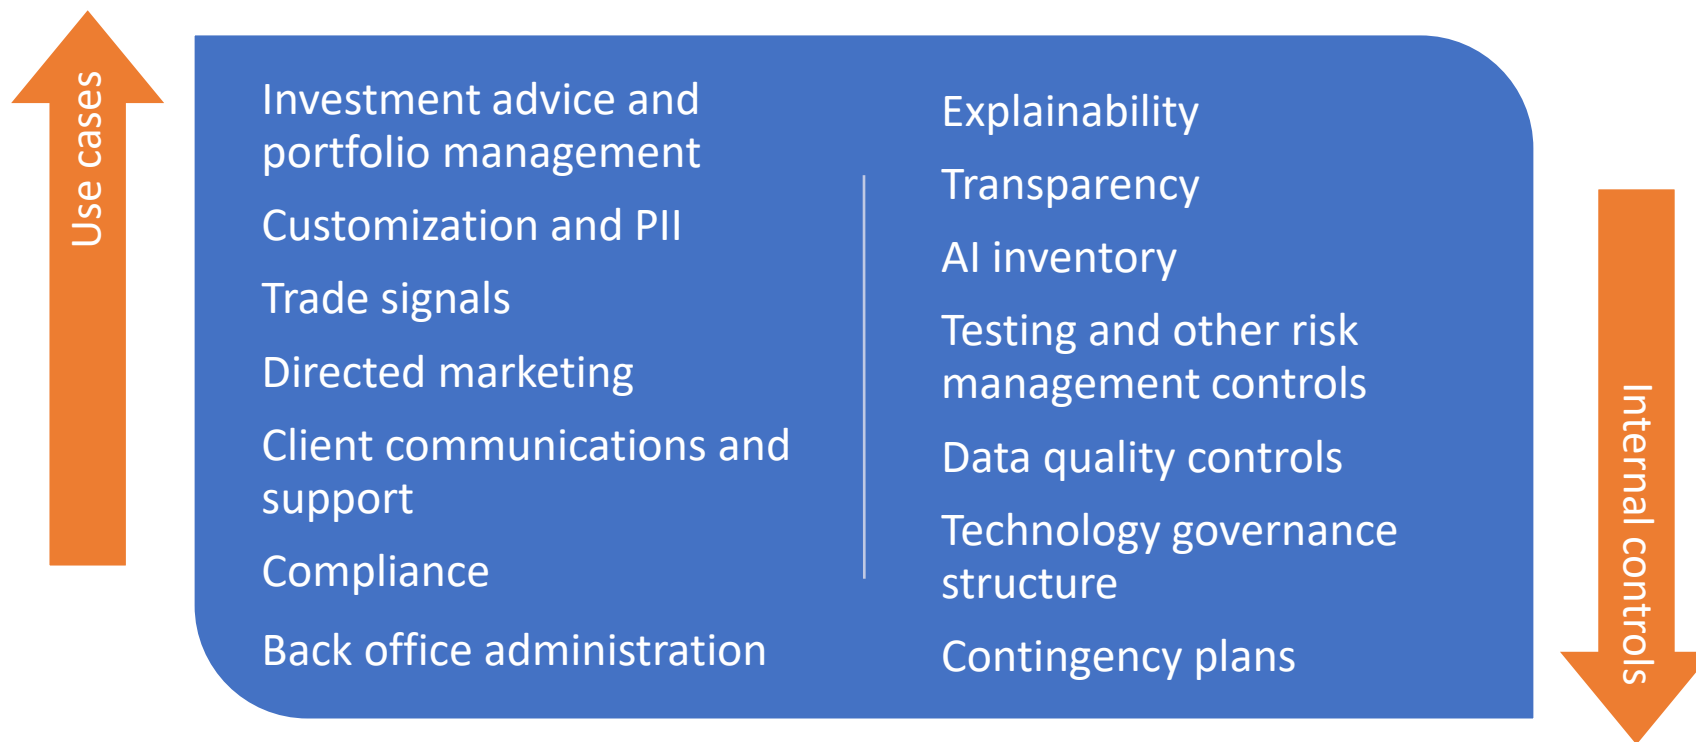 Use cases
Investment advice and
portfolio management
Customization and PII
Trade signals
Directed marketing
Client communications and
support
Compliance
Back office administration
Explainability
Transparency
AI inventory
Testing and other risk
management controls
Data quality controls
Technology governance
structure
Contingency plans
Internal controls